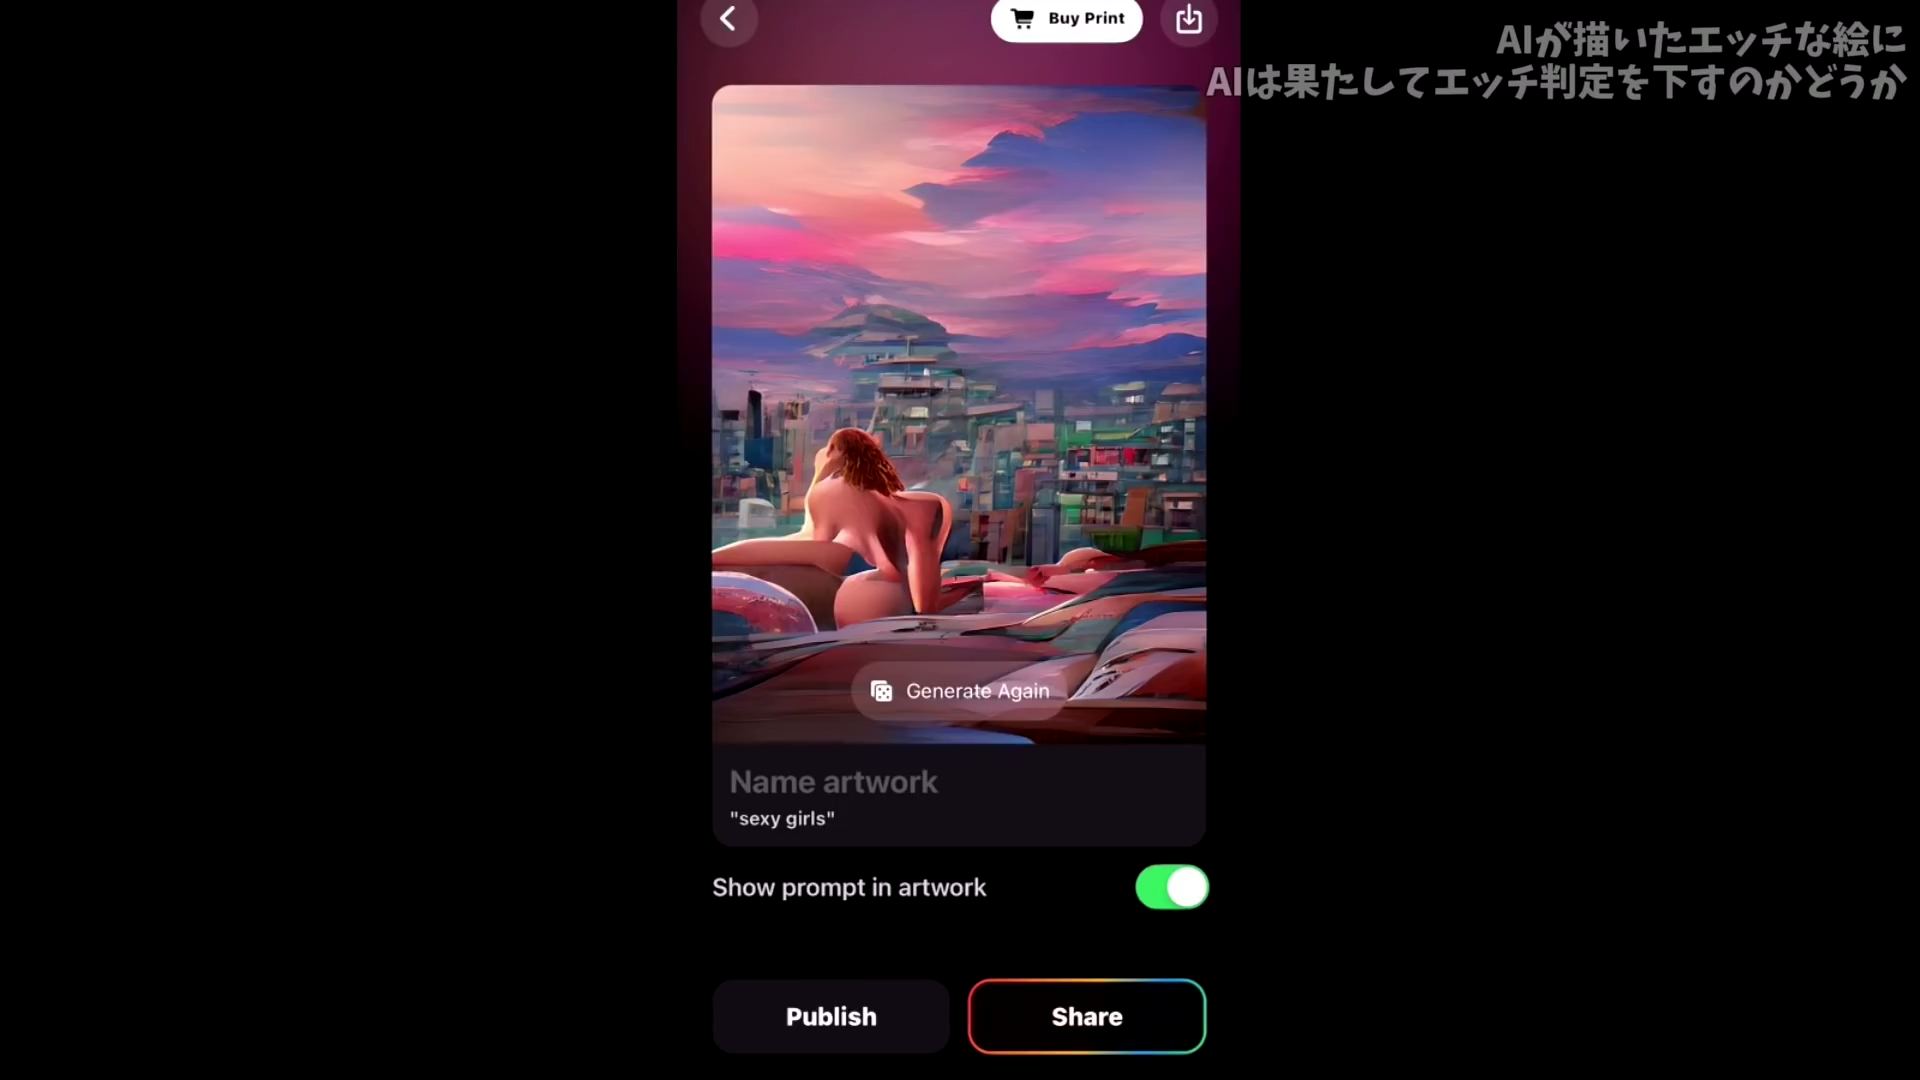 Buy Print
AIが描いたエッチな絵に
AIは果たしてエッチ判定を下すのかどうか
Generate Again
Name artwork
"sexy girls"
Show prompt in artwork
Publish
Share